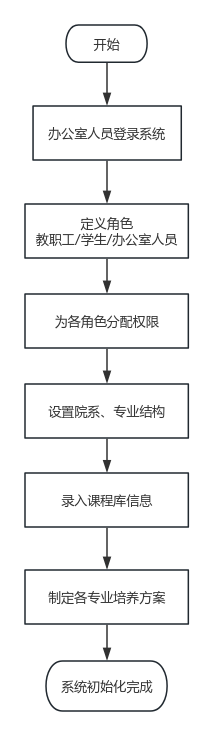 开始
办公室人员登录系统
定义角色
教职工/学生/办公室人员
为各角色分配权限
设置院系、专业结构
录入课程库信息
制定各专业培养方案
系统初始化完成